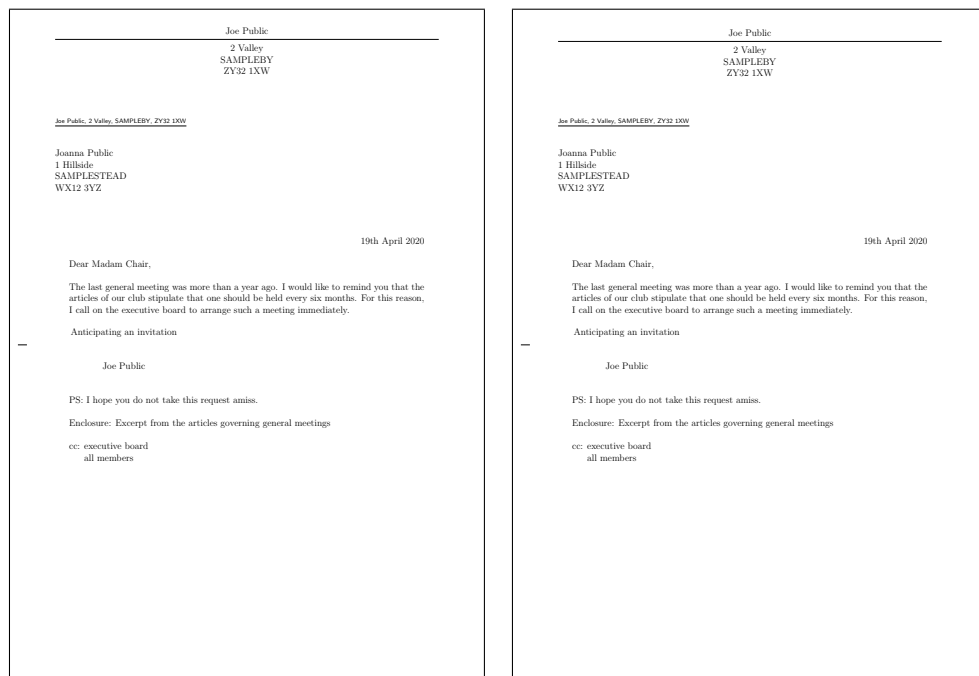 Joe Public
2 Valley
SAMPLEBY
ZY32 1XW
Joe Public, 2 Valley, SAMPLEBY, ZY32 1XW
Joanna Public
1 Hillside
SAMPLESTEAD
WX12 3YZ
19th April 2020
Dear Madam Chair,
The last general meeting was more than a year ago. I would like to remind you that the
articles of our club stipulate that one should be held every six months. For this reason,
I call on the executive board to arrange such a meeting immediately.
Anticipating an invitation
Joe Public
PS: I hope you do not take this request amiss.
Enclosure: Excerpt from the articles governing general meetings
cc: executive board
all members
Joe Public
2 Valley
SAMPLEBY
ZY32 1XW
Joe Public, 2 Valley, SAMPLEBY, ZY32 1XW
Joanna Public
1 Hillside
SAMPLESTEAD
WX12 3YZ
19th April 2020
Dear Madam Chair,
The last general meeting was more than a year ago. I would like to remind you that the
articles of our club stipulate that one should be held every six months. For this reason,
I call on the executive board to arrange such a meeting immediately.
Anticipating an invitation
Joe Public
PS: I hope you do not take this request amiss.
Enclosure: Excerpt from the articles governing general meetings
cc: executive board
all members